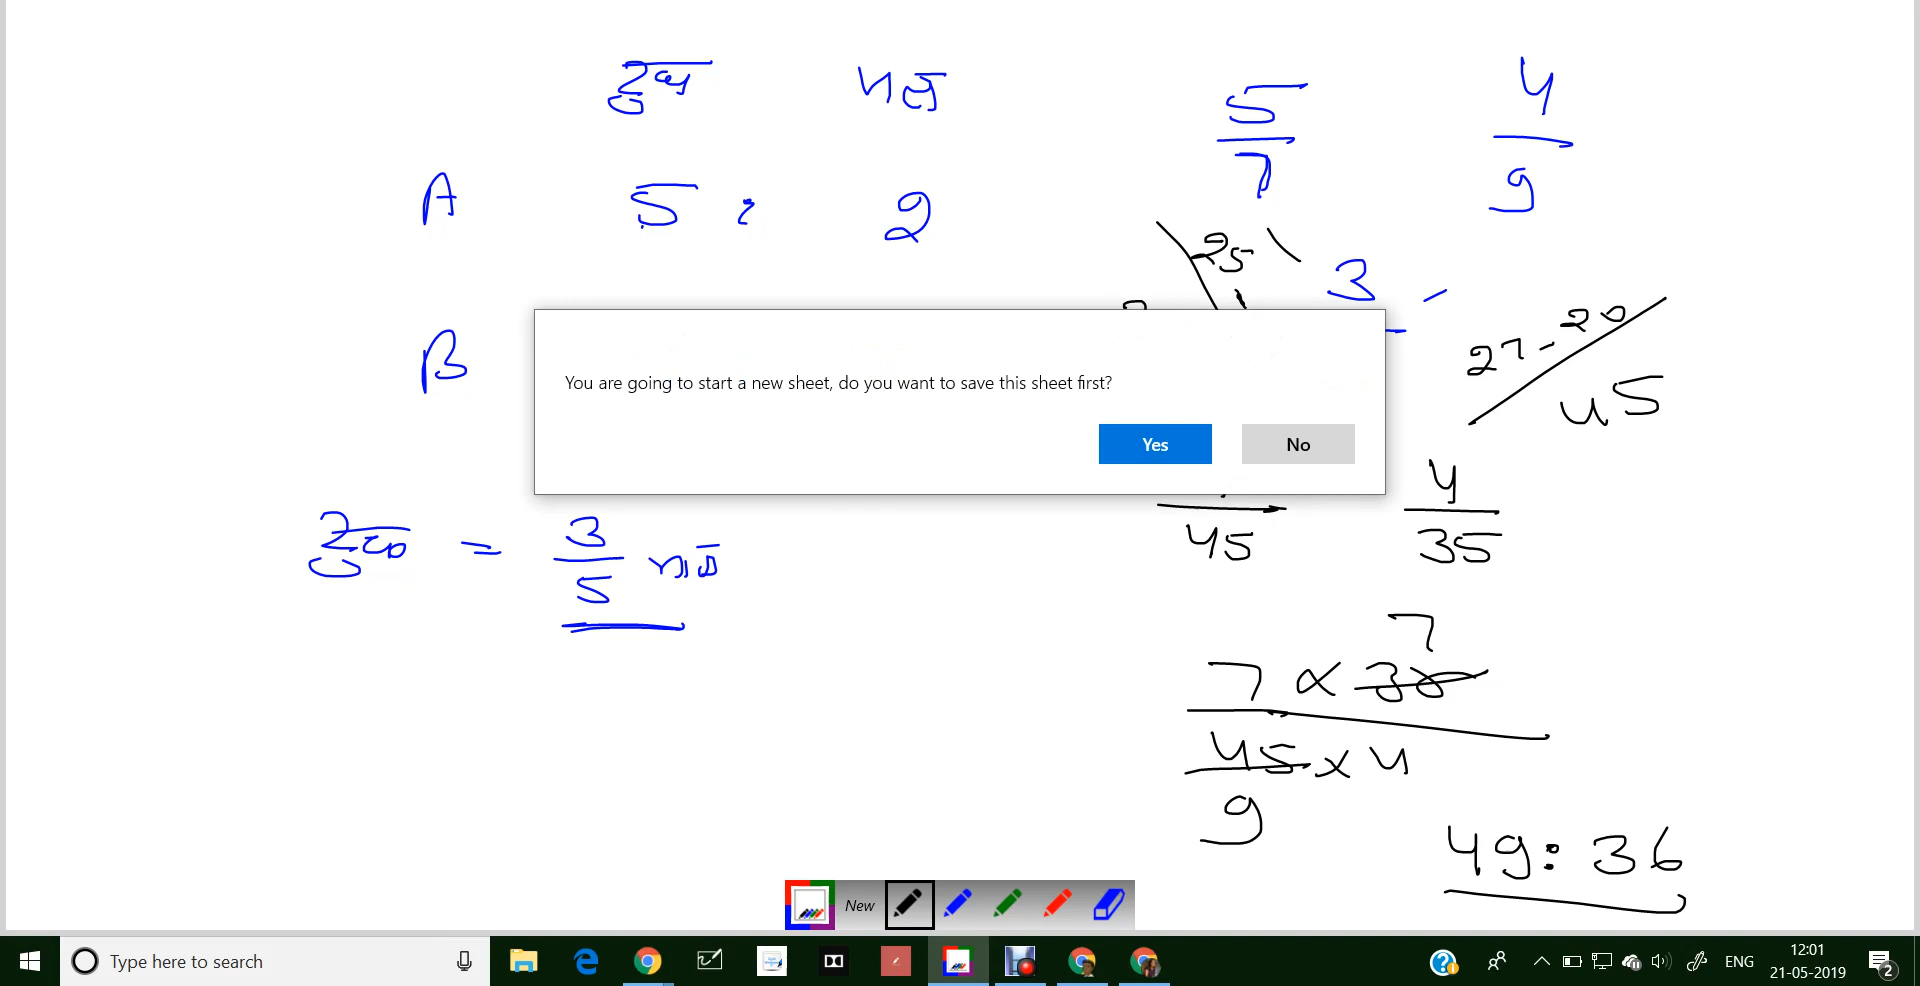 दूध पानी
5/7 4/9
A 5 : 2
25
3 -
27 - 20
B
45
You are going to start a new sheet, do you want to save this sheet first?
Yes No
45
4/35
= 3/5
7
7 × 35
45 × 4
9
49 : 36
New
Type here to search
ENG
12:01
21-05-2019
2